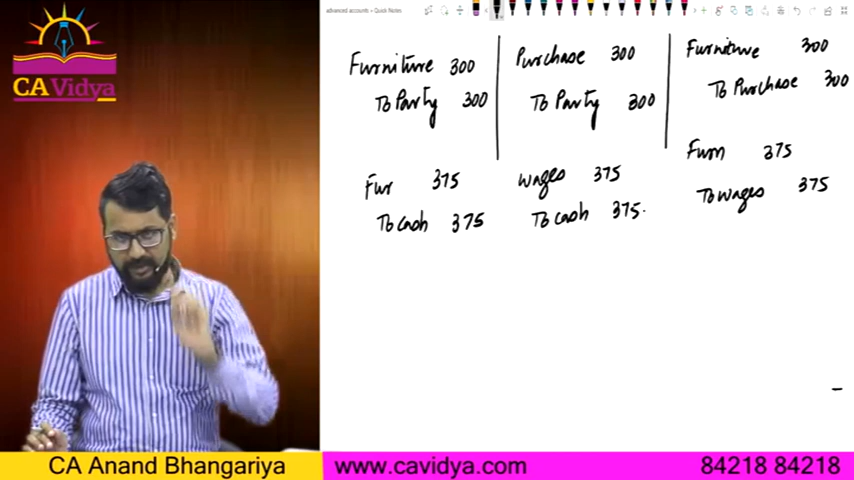 CA Vidya
advanced accounts • Quick Notes
Furniture 300
To Party 300
Fur 375
To cash 375
Purchase 300
To Party 300
wages 375
To cash 375.
Furniture 300
To Purchase 300
Furn 375
To wages 375
CA Anand Bhangariya
www.cavidya.com
84218 84218